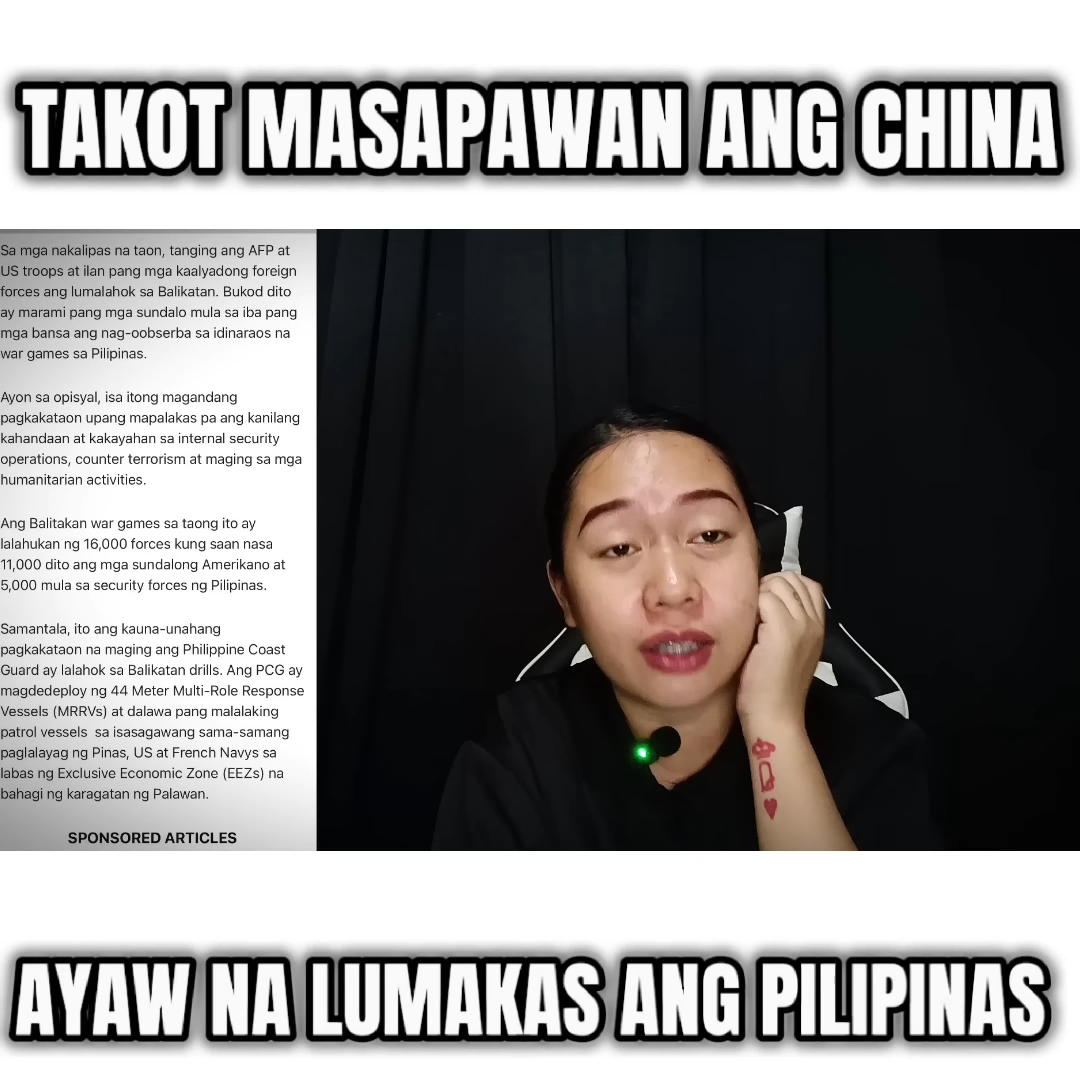 TAKOT MASAPAWAN ANG CHINA
Sa mga nakalipas na taon, tanging ang AFP at
US troops at ilan pang mga kaalyadong foreign
forces ang lumalahok sa Balikatan. Bukod dito
ay marami pang mga sundalo mula sa iba pang
mga bansa ang nag-oobserba sa idinaraos na
war games sa Pilipinas.
Ayon sa opisyal, isa itong magandang
pagkakataon upang mapalakas pa ang kanilang
kahandaan at kakayahan sa internal security
operations, counter terrorism at maging sa mga
humanitarian activities.
Ang Balitakan war games sa taong ito ay
lalahukan ng 16,000 forces kung saan nasa
11,000 dito ang mga sundalong Amerikano at
5,000 mula sa security forces ng Pilipinas.
Samantala, ito ang kauna-unahang
pagkakataon na maging ang Philippine Coast
Guard ay lalahok sa Balikatan drills. Ang PCG ay
magdedeploy ng 44 Meter Multi-Role Response
Vessels (MRRVs) at dalawa pang malalaking
patrol vessels sa isasagawang sama-samang
paglalayag ng Pinas, US at French Navys sa
labas ng Exclusive Economic Zone (EEZs) na
bahagi ng karagatan ng Palawan.
SPONSORED ARTICLES
AYAW NA LUMAKAS ANG PILIPINAS